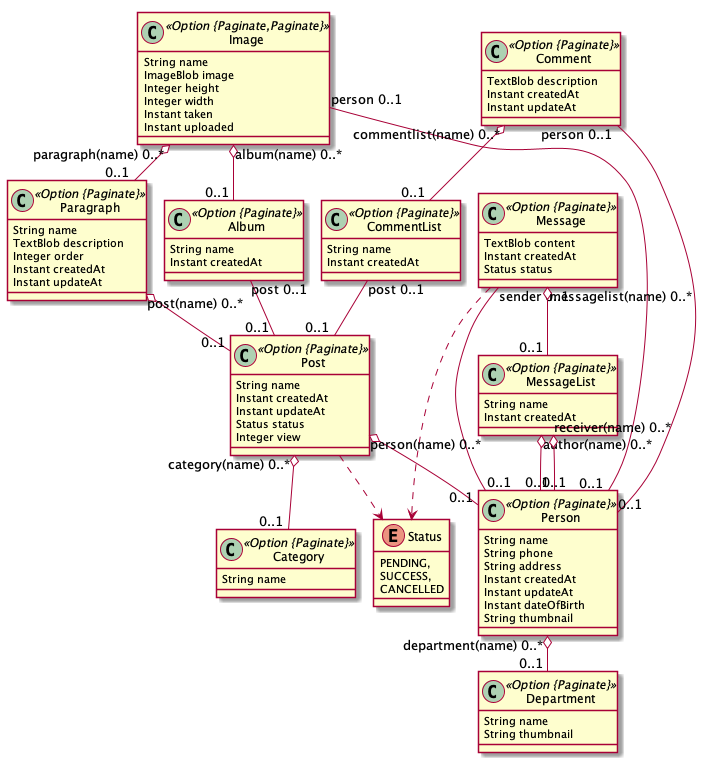 C «Option {Paginate,Paginate}»
Image
String name
ImageBlob image
Integer height
Integer width
Instant taken
Instant uploaded
C «Option {Paginate}»
Comment
TextBlob description
Instant createdAt
Instant updateAt
person 0..1
commentlist(name) 0..*
person 0..1
paragraph(name) 0..*
album(name) 0..*
0..1
0..1
0..1
C «Option {Paginate}»
Paragraph
String name
TextBlob description
Integer order
Instant createdAt
Instant updateAt
C «Option {Paginate}»
Album
String name
Instant createdAt
C «Option {Paginate}»
CommentList
String name
Instant createdAt
C «Option {Paginate}»
Message
TextBlob content
Instant createdAt
Status status
post(name) 0..*
post 0..1
post 0..1
sender
messagelist(name) 0..*
0..1
0..1
0..1
0..1
C «Option {Paginate}»
Post
String name
Instant createdAt
Instant updateAt
Status status
Integer view
C «Option {Paginate}»
MessageList
String name
Instant createdAt
receiver(name) 0..*
author(name) 0..*
person(name) 0..*
category(name) 0..*
0..1
0..1
0..1
0..1
0..1
0..1
0..1
C «Option {Paginate}»
Category
String name
E Status
PENDING,
SUCCESS,
CANCELLED
C «Option {Paginate}»
Person
String name
String phone
String address
Instant createdAt
Instant updateAt
Instant dateOfBirth
String thumbnail
department(name) 0..*
0..1
C «Option {Paginate}»
Department
String name
String thumbnail